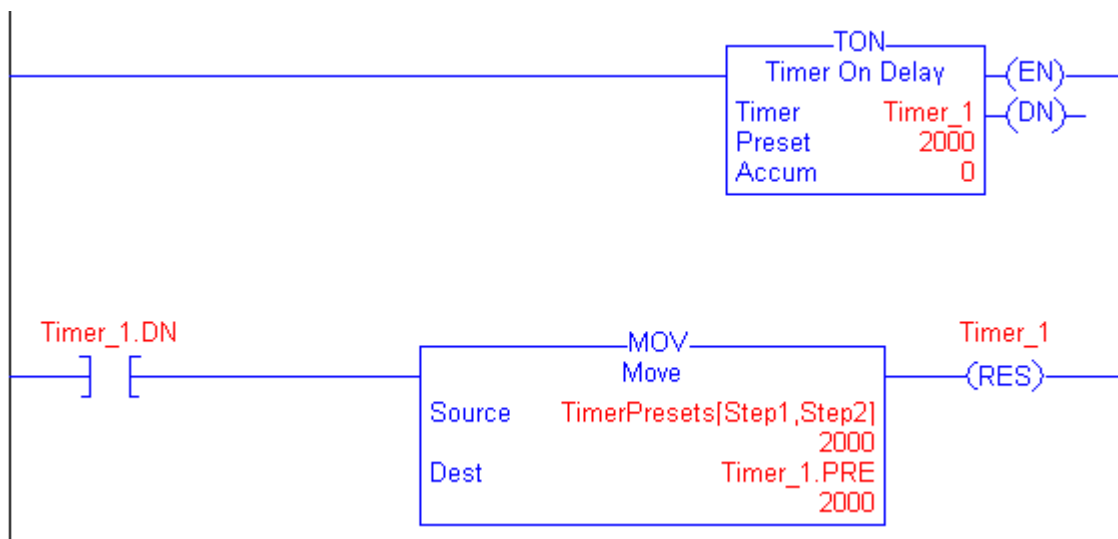 TON
Timer On Delay
EN
Timer Timer_1
DN
Preset 2000
Accum 0
Timer_1.DN
MOV
Move
Timer_1
RES
Source TimerPresets[Step1,Step2]
2000
Dest Timer_1.PRE
2000